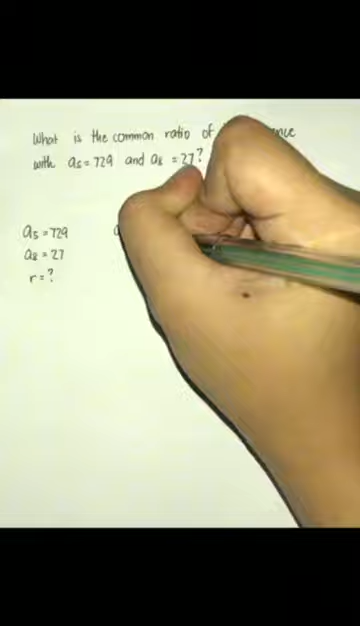 What is the common ratio of
with a₅ = 729 and a₈ = 27?
a₅ = 729
a₈ = 27
r = ?